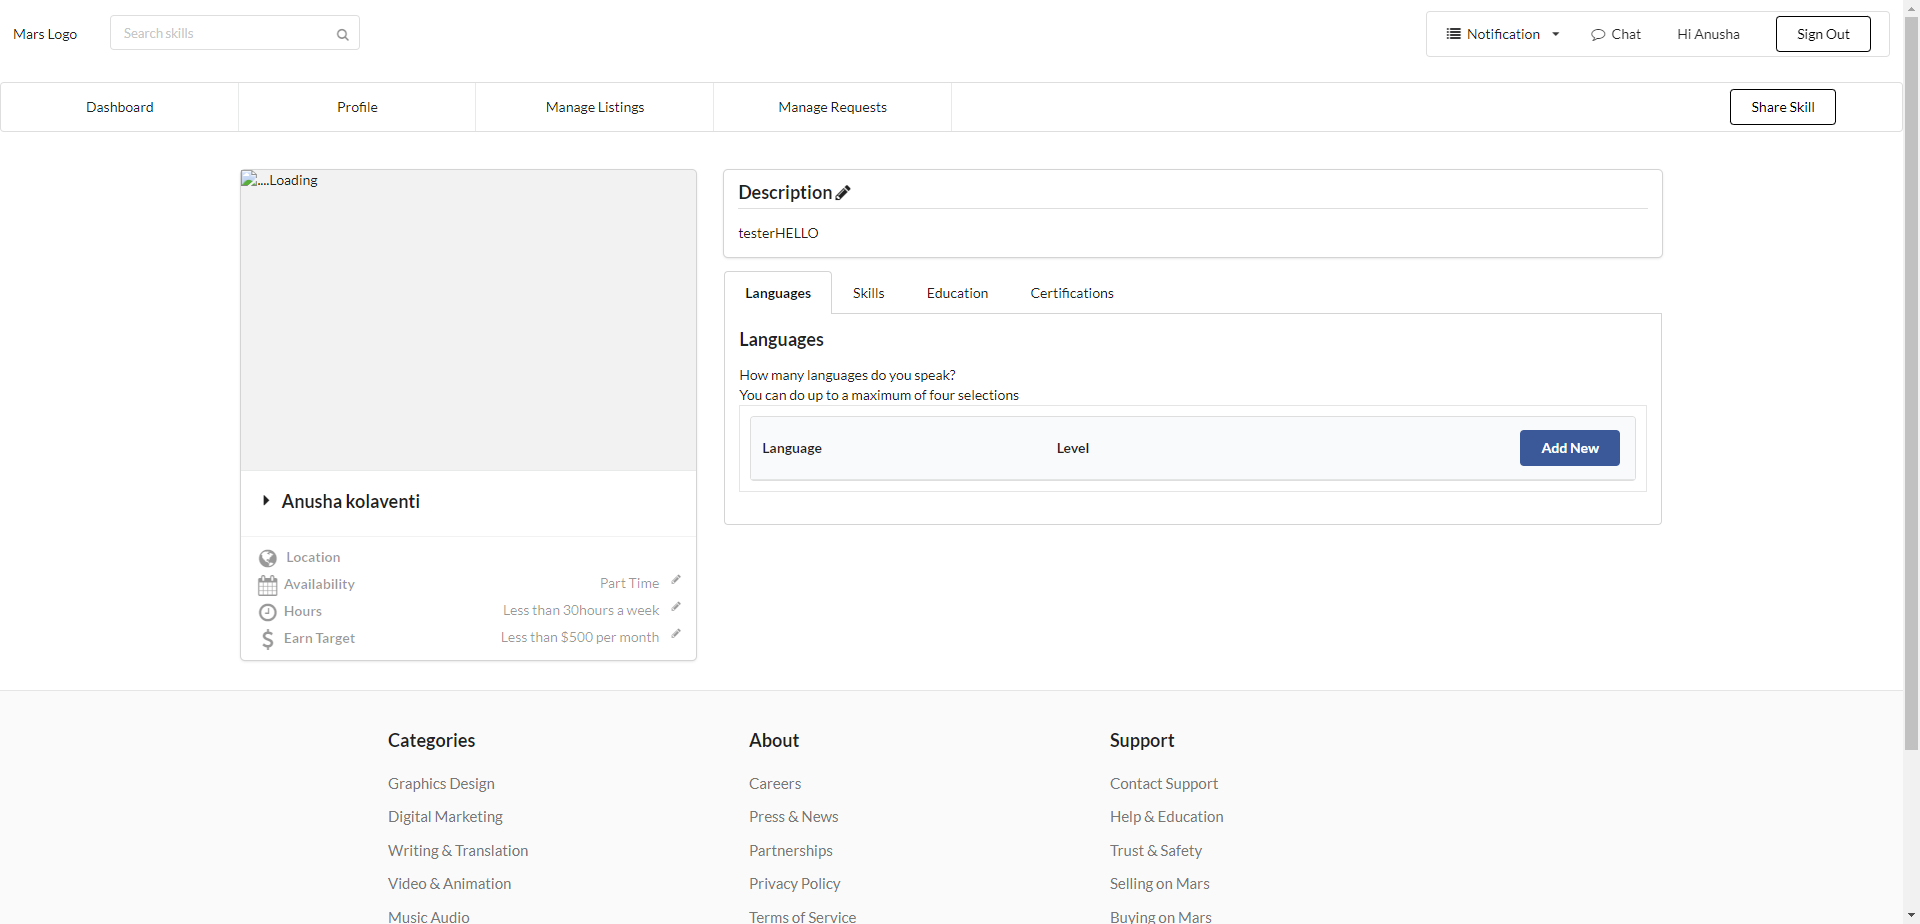 Mars Logo
Search skills
Notification
Chat
Hi Anusha
Sign Out
Dashboard
Profile
Manage Listings
Manage Requests
Share Skill
....Loading
Anusha kolaventi
Location
Availability
Part Time
Hours
Less than 30hours a week
Earn Target
Less than $500 per month
Description
testerHELLO
Languages
Skills
Education
Certifications
Languages
How many languages do you speak?
You can do up to a maximum of four selections
Language
Level
Add New
Categories
Graphics Design
Digital Marketing
Writing & Translation
Video & Animation
Music Audio
About
Careers
Press & News
Partnerships
Privacy Policy
Terms of Service
Support
Contact Support
Help & Education
Trust & Safety
Selling on Mars
Buying on Mars